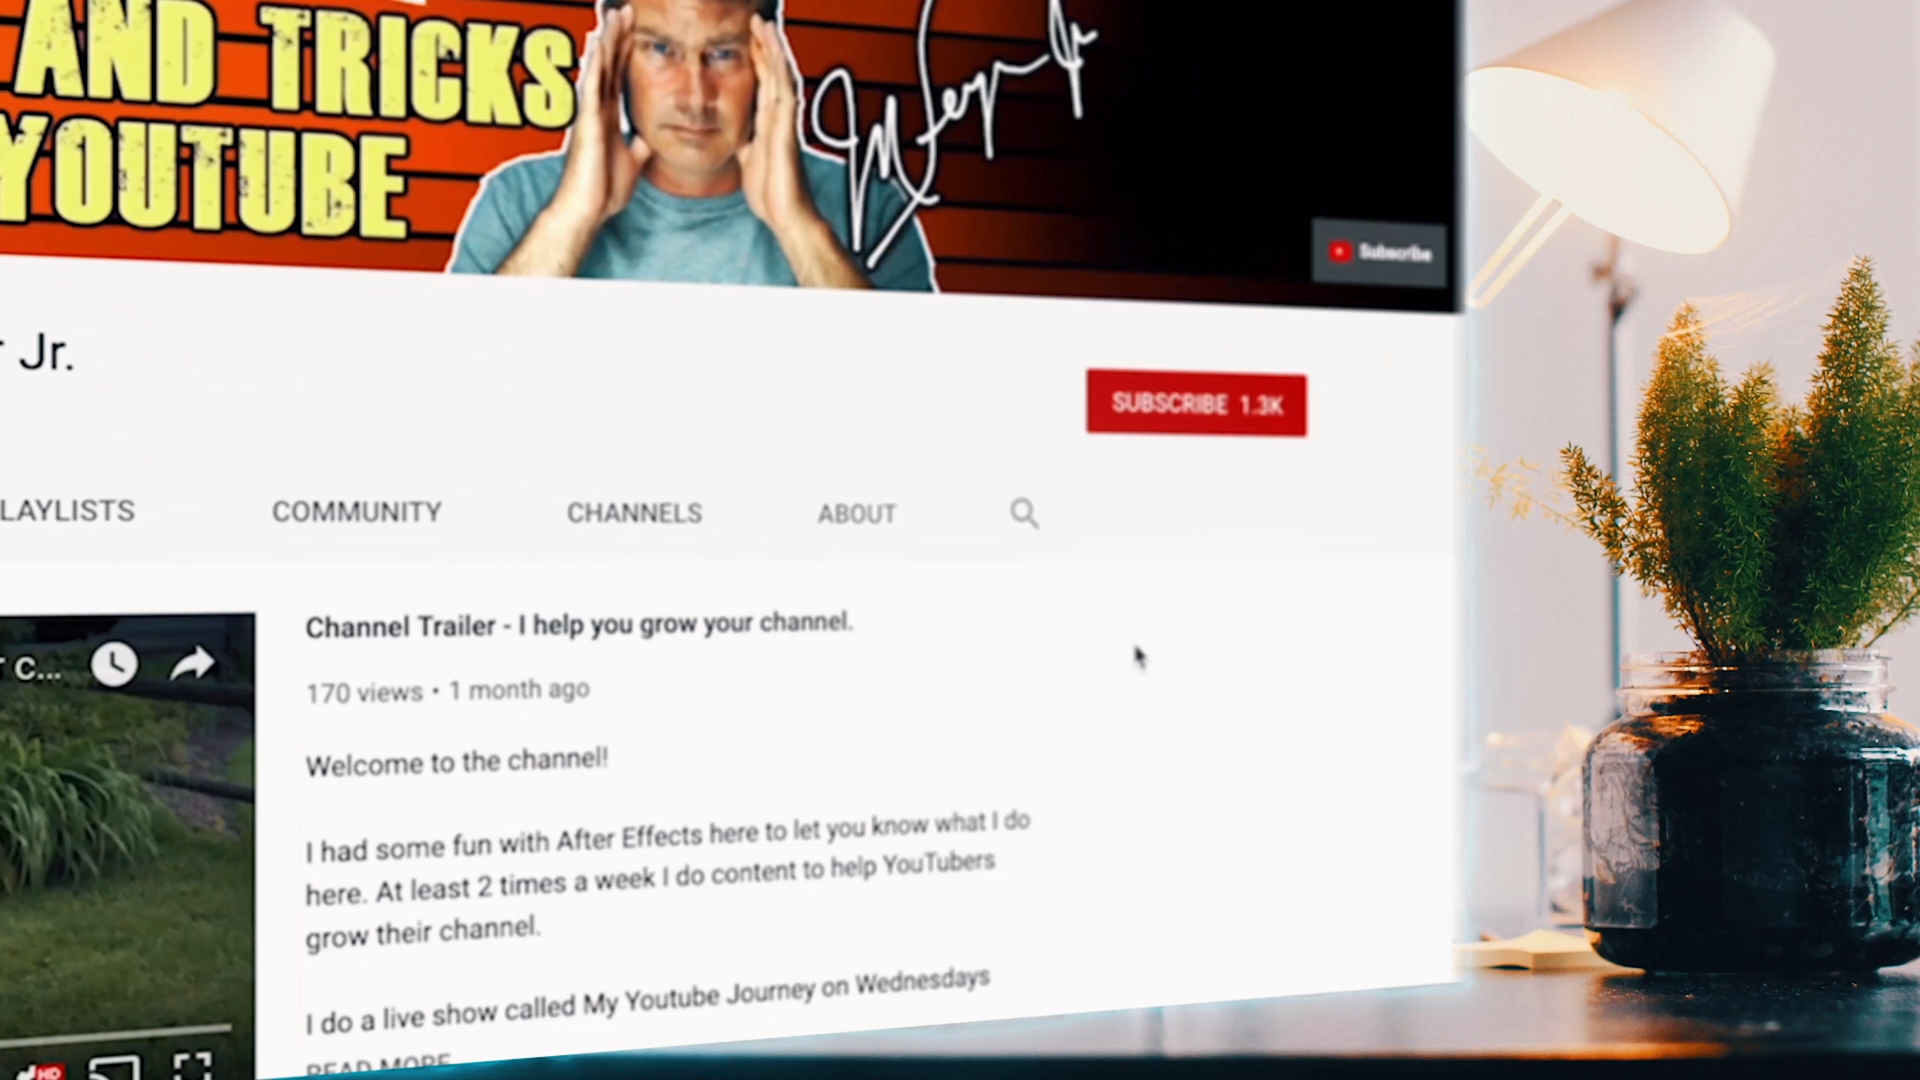 AND TRICKS
YOUTUBE
Subscribe
Jr.
SUBSCRIBE 1.3K
LAYLISTS COMMUNITY CHANNELS ABOUT
Channel Trailer - I help you grow your channel.
C...
170 views • 1 month ago
Welcome to the channel!
I had some fun with After Effects here to let you know what I do
here. At least 2 times a week I do content to help YouTubers
grow their channel.
I do a live show called My Youtube Journey on Wednesdays
READ MORE
HD